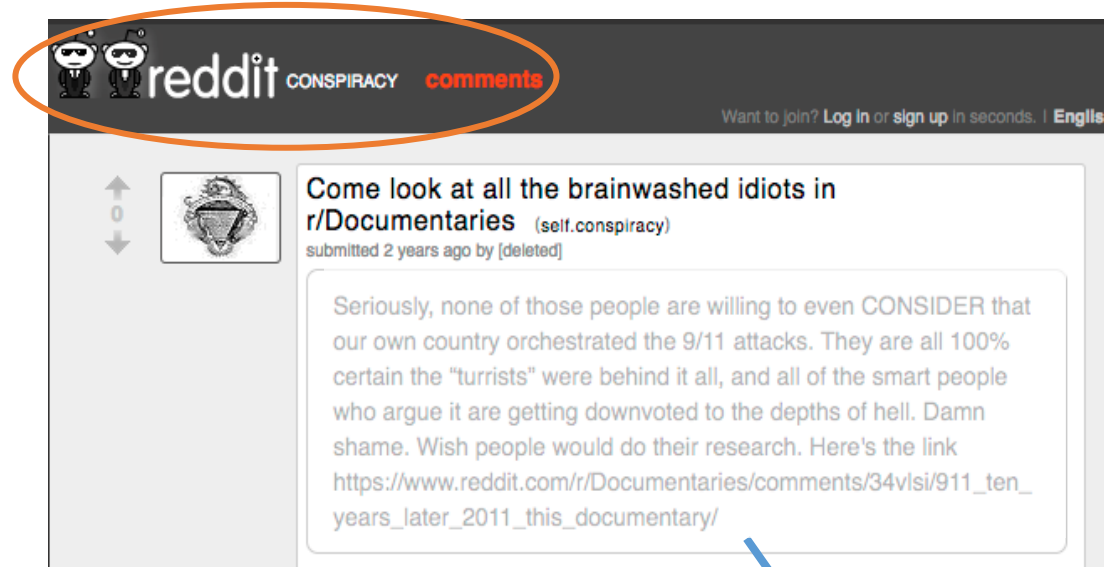 reddit CONSPIRACY comments
Want to join? Log in or sign up in seconds. | Englis
0
Come look at all the brainwashed idiots in
r/Documentaries (self.conspiracy)
submitted 2 years ago by [deleted]
Seriously, none of those people are willing to even CONSIDER that
our own country orchestrated the 9/11 attacks. They are all 100%
certain the “turrists” were behind it all, and all of the smart people
who argue it are getting downvoted to the depths of hell. Damn
shame. Wish people would do their research. Here's the link
https://www.reddit.com/r/Documentaries/comments/34vlsi/911_ten_
years_later_2011_this_documentary/